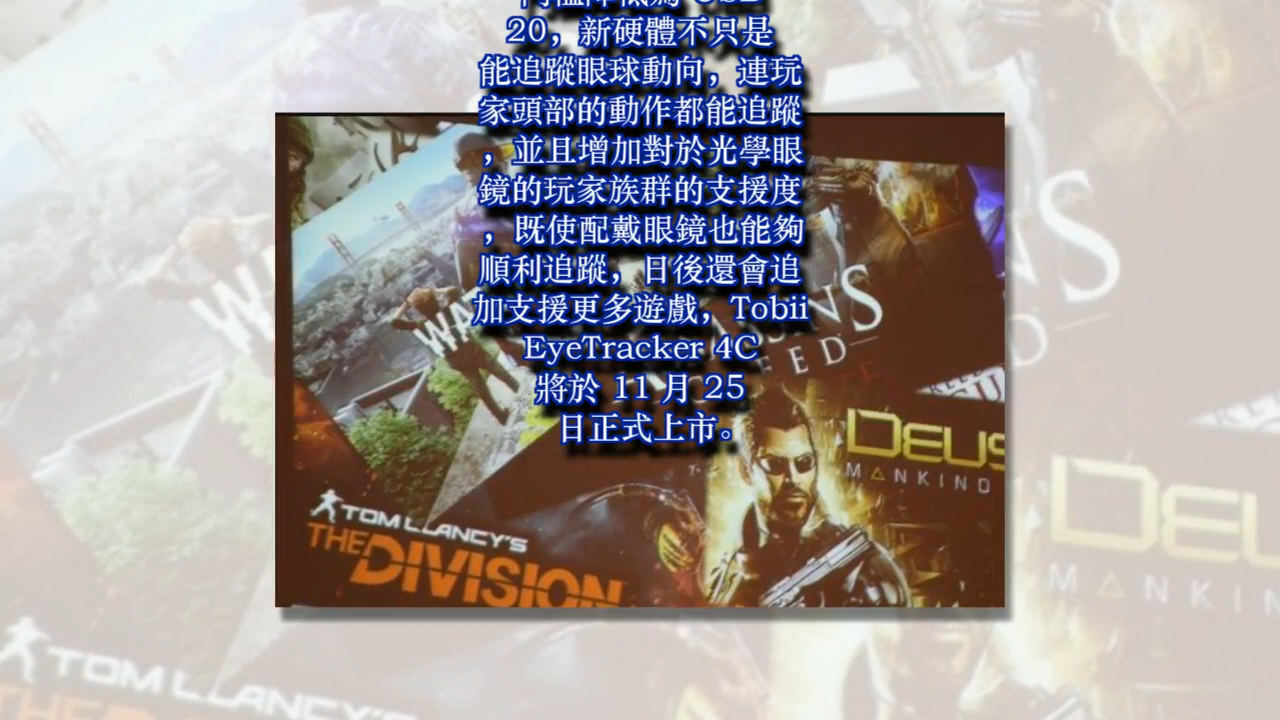 20，新硬體不只是
能追蹤眼球動向，連玩
家頭部的動作都能追蹤
，並且增加對於光學眼
鏡的玩家族群的支援度
，既使配戴眼鏡也能夠
順利追蹤，日後還會追
加支援更多遊戲，Tobii
EyeTracker 4C
將於 11 月 25
日正式上市。
DEUS
MANKIND
TOM CLANCY'S
THE DIVISION